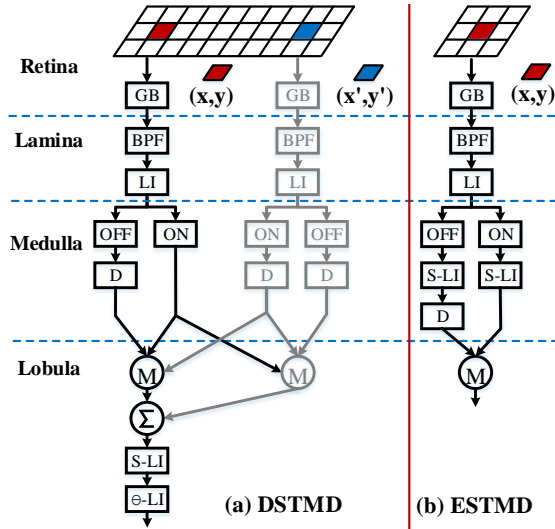 Retina
(x,y)
(x',y')
(x,y)
GB
GB
GB
Lamina
BPF
BPF
BPF
LI
LI
LI
Medulla
OFF
ON
ON
OFF
OFF
ON
D
D
D
S-LI
S-LI
D
Lobula
M
M
M
Σ
S-LI
Θ-LI
(a) DSTMD
(b) ESTMD